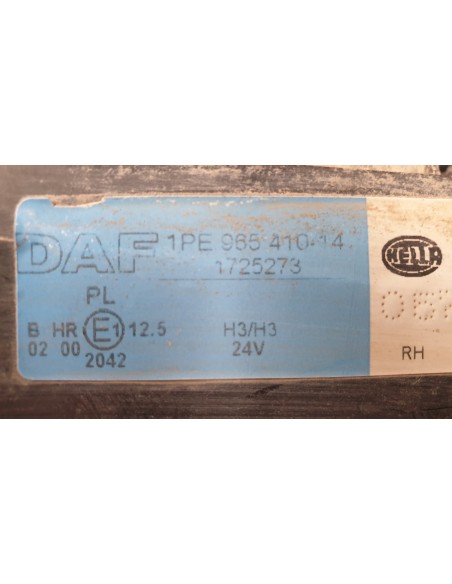 DAF 1PE 965 410-14
1725273
HELLA
PL
B HR E1 12.5 H3/H3
02 00 2042 24V
RH